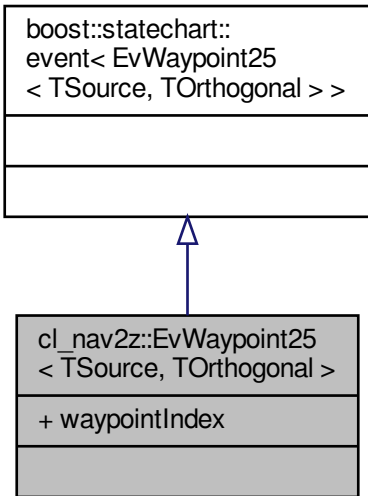 boost::statechart::
event< EvWaypoint25
< TSource, TOrthogonal > >
cl_nav2z::EvWaypoint25
< TSource, TOrthogonal >
+ waypointIndex